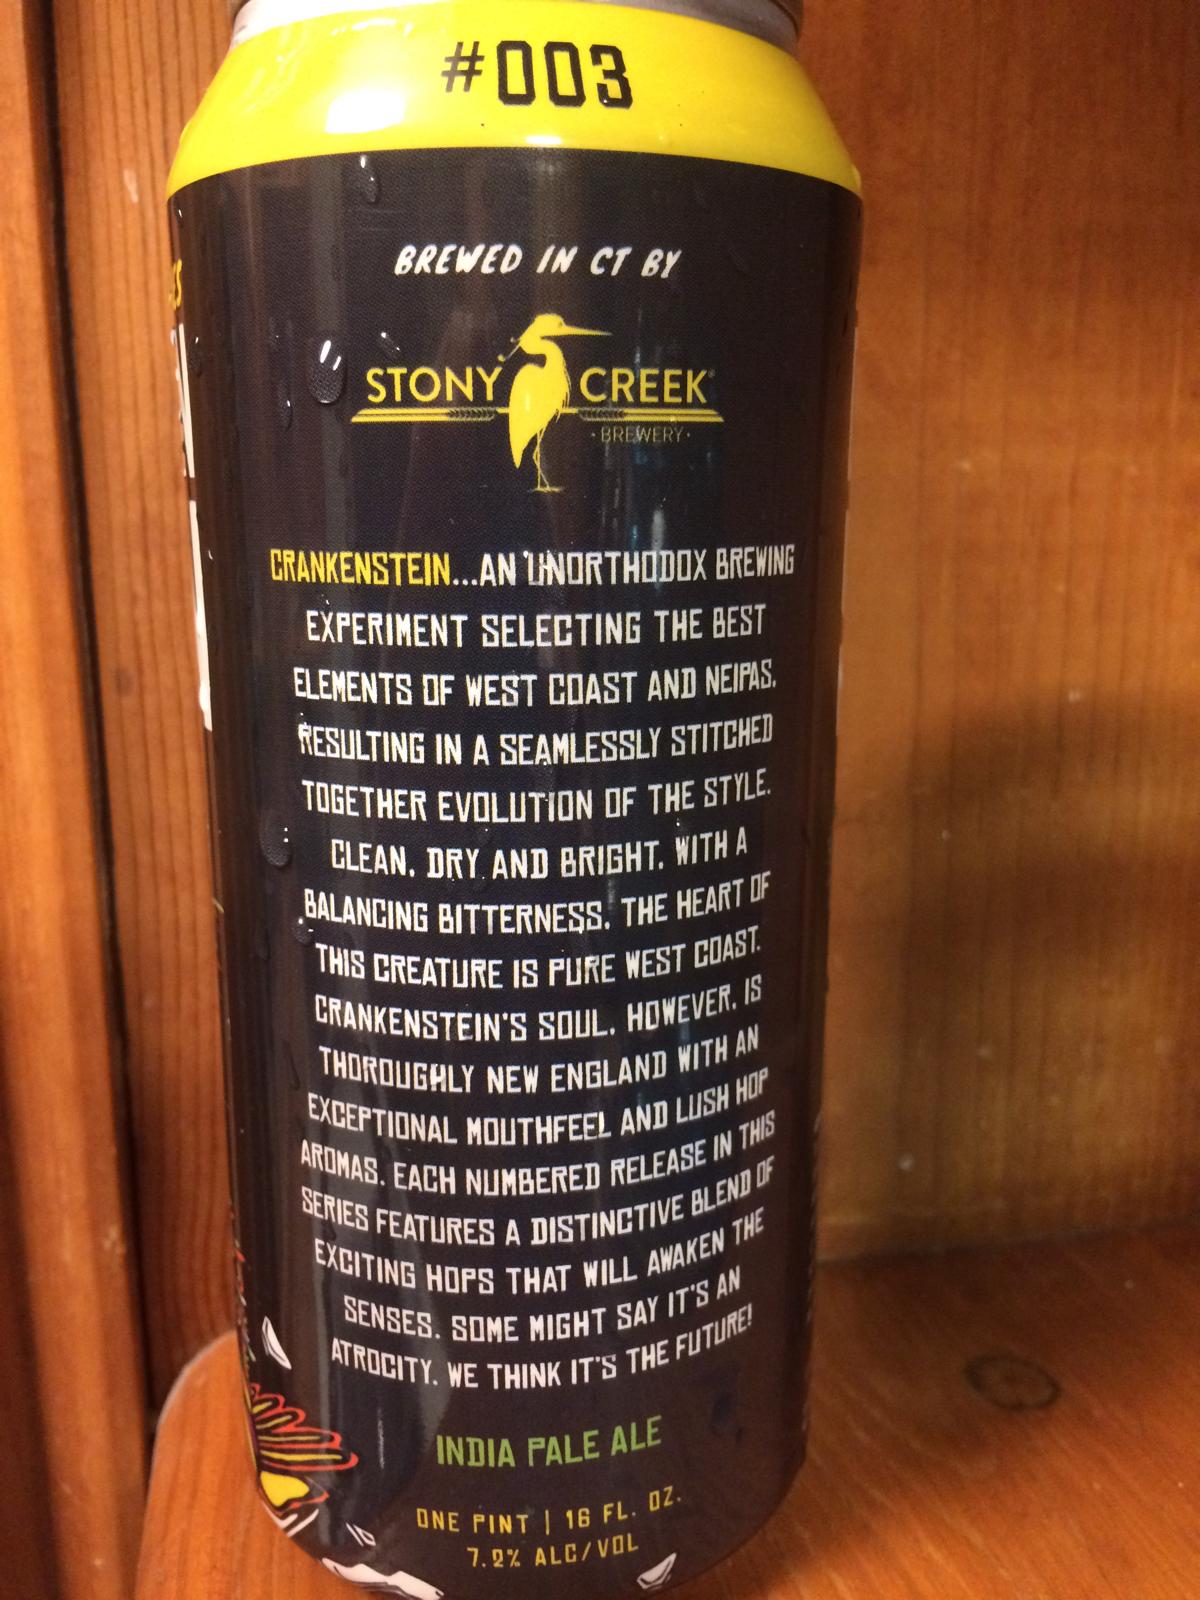 #003
BREWED IN CT BY
STONY CREEK®
· BREWERY ·
CRANKENSTEIN...AN UNORTHODOX BREWING
EXPERIMENT SELECTING THE BEST
ELEMENTS OF WEST COAST AND NEIPAS,
RESULTING IN A SEAMLESSLY STITCHED
TOGETHER EVOLUTION OF THE STYLE.
CLEAN, DRY AND BRIGHT, WITH A
BALANCING BITTERNESS, THE HEART OF
THIS CREATURE IS PURE WEST COAST.
CRANKENSTEIN'S SOUL, HOWEVER, IS
THOROUGHLY NEW ENGLAND WITH AN
EXCEPTIONAL MOUTHFEEL AND LUSH HOP
AROMAS. EACH NUMBERED RELEASE IN THIS
SERIES FEATURES A DISTINCTIVE BLEND OF
EXCITING HOPS THAT WILL AWAKEN THE
SENSES. SOME MIGHT SAY IT'S AN
ATROCITY. WE THINK IT'S THE FUTURE!
INDIA PALE ALE
ONE PINT | 16 FL. OZ.
7.2% ALC/VOL